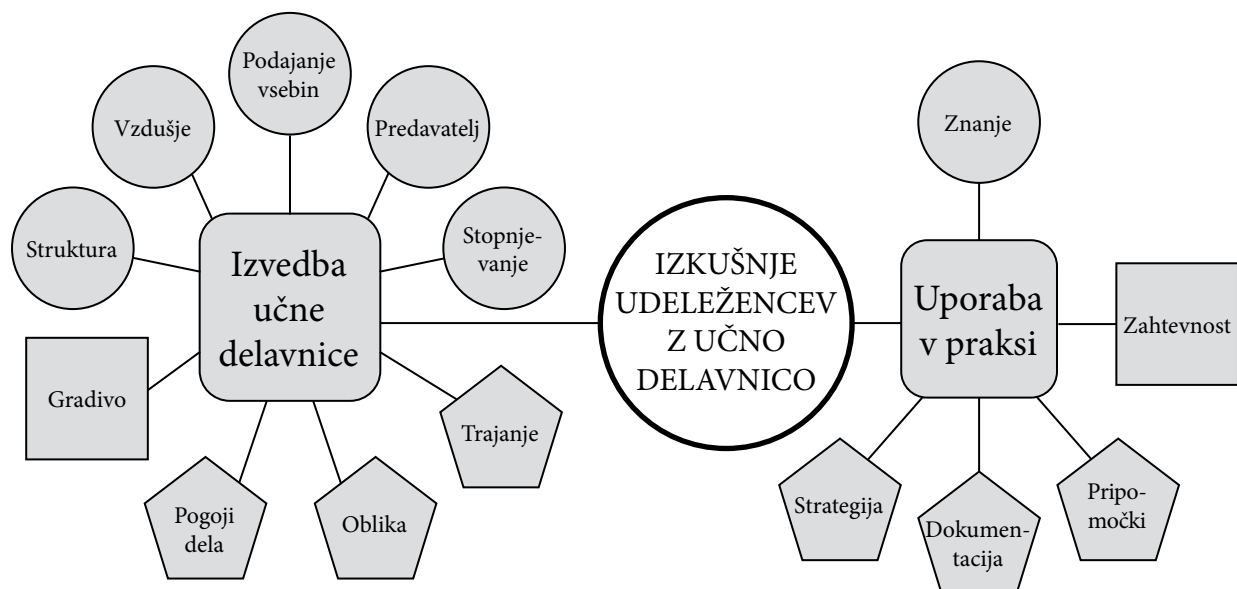 Podajanje
vsebin
Vzdušje
Predavatelj
Struktura
Stopnje-
vanje
Izvedba
učne
delavnice
Gradivo
Trajanje
Pogoji
dela
Oblika
IZKUŠNJE
UDELEŽENCEV
Z UČNO
DELAVNICO
Znanje
Uporaba
v praksi
Zahtevnost
Strategija
Dokumen-
tacija
Pripo-
močki